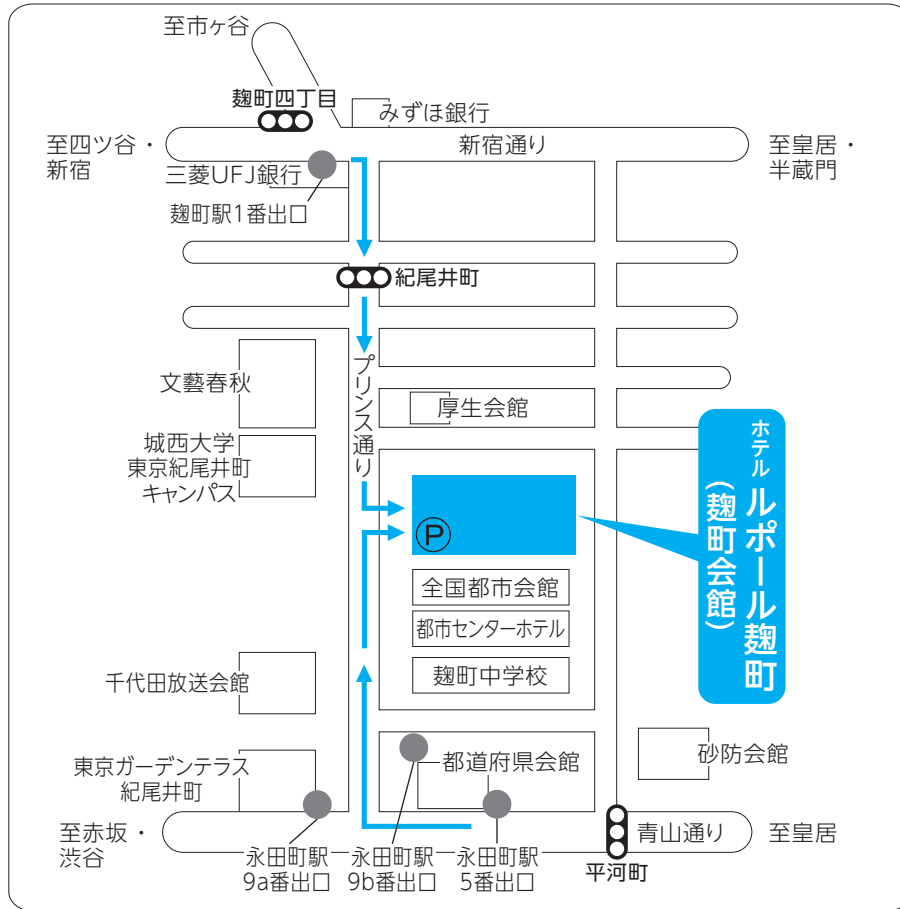 至市ヶ谷
麹町四丁目
みずほ銀行
至四ツ谷・
新宿
新宿通り
至皇居・
半蔵門
三菱UFJ銀行
麹町駅1番出口
紀尾井町
プリンス通り
文藝春秋
厚生会館
城西大学
東京紀尾井町
キャンパス
ホテル ルポール麹町
(麹町会館)
P
全国都市会館
都市センターホテル
麹町中学校
千代田放送会館
東京ガーデンテラス
紀尾井町
都道府県会館
砂防会館
至赤坂・
渋谷
青山通り
至皇居
永田町駅
9a番出口
永田町駅
9b番出口
永田町駅
5番出口
平河町